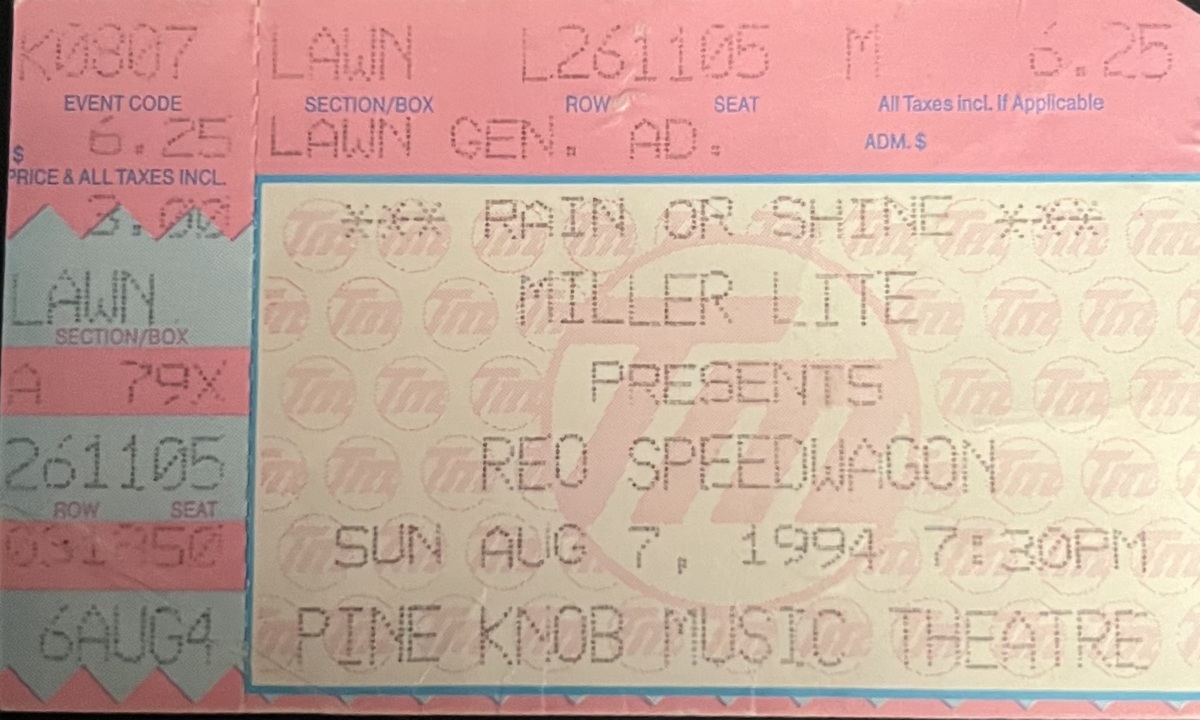 K0807 LAWN L261105 M 6.25
EVENT CODE SECTION/BOX ROW SEAT All Taxes incl. If Applicable
$ 6.25 LAWN GEN. AD. ADM. $
PRICE & ALL TAXES INCL.
3.00 *** RAIN OR SHINE ***
LAWN MILLER LITE
SECTION/BOX
A 79X PRESENTS
261105 REO SPEEDWAGON
ROW SEAT
SUN AUG 7, 1994 7:30PM
6AUG4 PINE KNOB MUSIC THEATRE